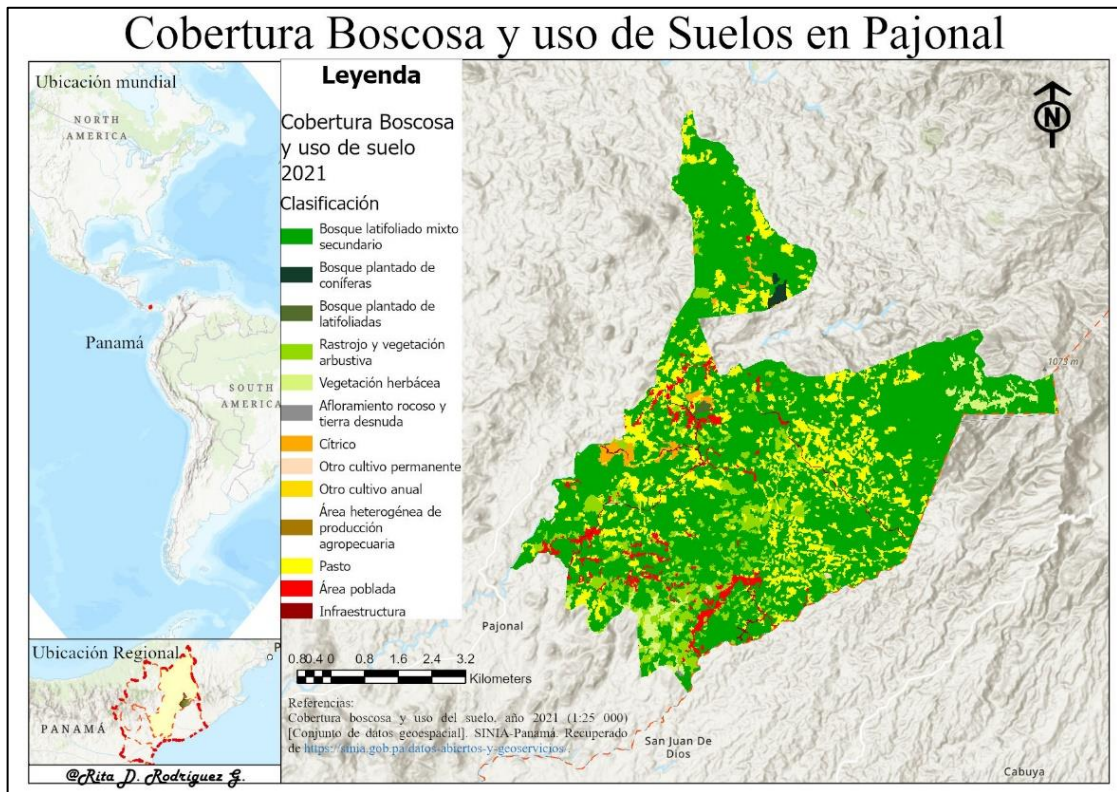 Cobertura Boscosa y uso de Suelos en Pajonal
Ubicación mundial
NORTH
AMERICA
Panamá
SOUTH
AMERICA
Ubicación Regional
PANAMÁ
P
@Rita D. Rodríguez G.
Leyenda
Cobertura Boscosa
y uso de suelo
2021
Clasificación
Bosque latifoliado mixto
secundario
Bosque plantado de
coníferas
Bosque plantado de
latifoliadas
Rastrojo y vegetación
arbustiva
Vegetación herbácea
Afloramiento rocoso y
tierra desnuda
Cítrico
Otro cultivo permanente
Otro cultivo anual
Área heterogénea de
producción
agropecuaria
Pasto
Área poblada
Infraestructura
N
1073 m
Pajonal
0.80.4 0 0.8 1.6 2.4 3.2
Kilometers
Referencias:
Cobertura boscosa y uso del suelo, año 2021 (1:25 000)
[Conjunto de datos geoespacial]. SINIA-Panamá. Recuperado
de https://sinia.gob.pa/datos-abiertos-y-geoservicios/
San Juan De
Dios
Cabuya